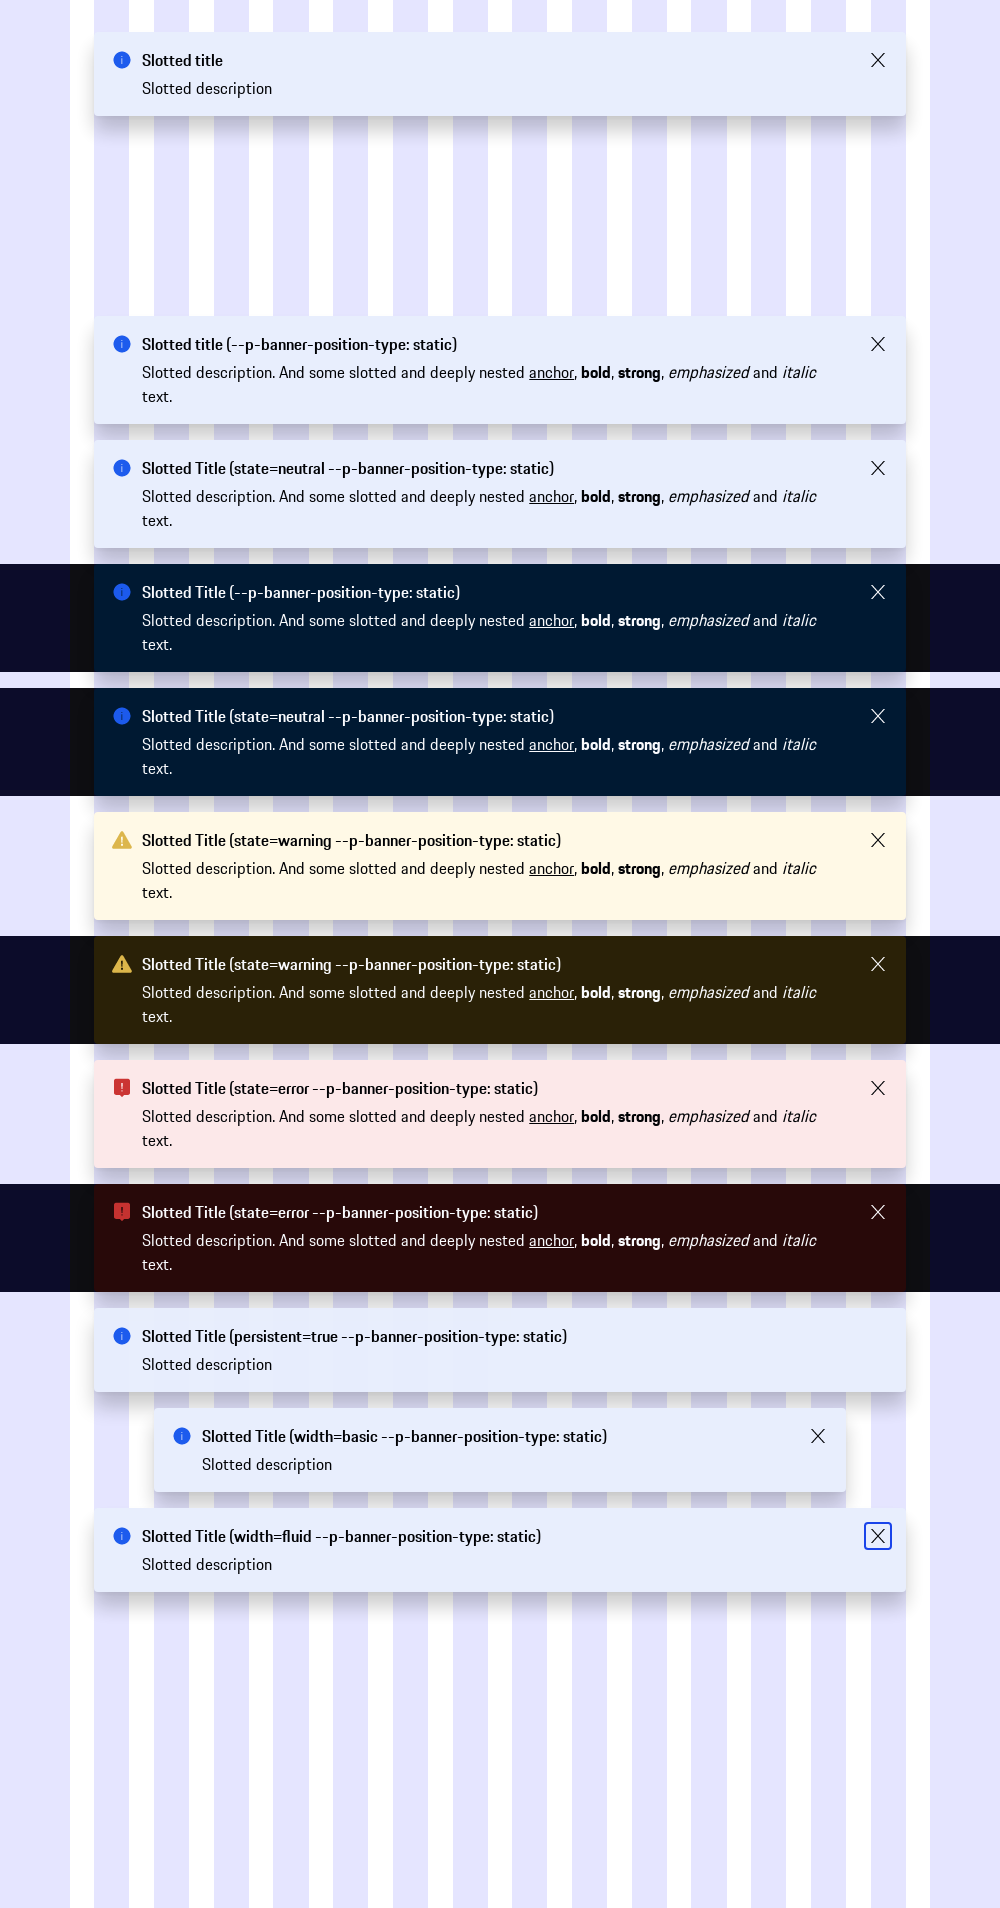 Slotted title
Slotted description
Slotted title (--p-banner-position-type: static)
Slotted description. And some slotted and deeply nested anchor, bold, strong, emphasized and italic
text.
Slotted Title (state=neutral --p-banner-position-type: static)
Slotted description. And some slotted and deeply nested anchor, bold, strong, emphasized and italic
text.
Slotted Title (--p-banner-position-type: static)
Slotted description. And some slotted and deeply nested anchor, bold, strong, emphasized and italic
text.
Slotted Title (state=neutral --p-banner-position-type: static)
Slotted description. And some slotted and deeply nested anchor, bold, strong, emphasized and italic
text.
Slotted Title (state=warning --p-banner-position-type: static)
Slotted description. And some slotted and deeply nested anchor, bold, strong, emphasized and italic
text.
Slotted Title (state=warning --p-banner-position-type: static)
Slotted description. And some slotted and deeply nested anchor, bold, strong, emphasized and italic
text.
Slotted Title (state=error --p-banner-position-type: static)
Slotted description. And some slotted and deeply nested anchor, bold, strong, emphasized and italic
text.
Slotted Title (state=error --p-banner-position-type: static)
Slotted description. And some slotted and deeply nested anchor, bold, strong, emphasized and italic
text.
Slotted Title (persistent=true --p-banner-position-type: static)
Slotted description
Slotted Title (width=basic --p-banner-position-type: static)
Slotted description
Slotted Title (width=fluid --p-banner-position-type: static)
Slotted description